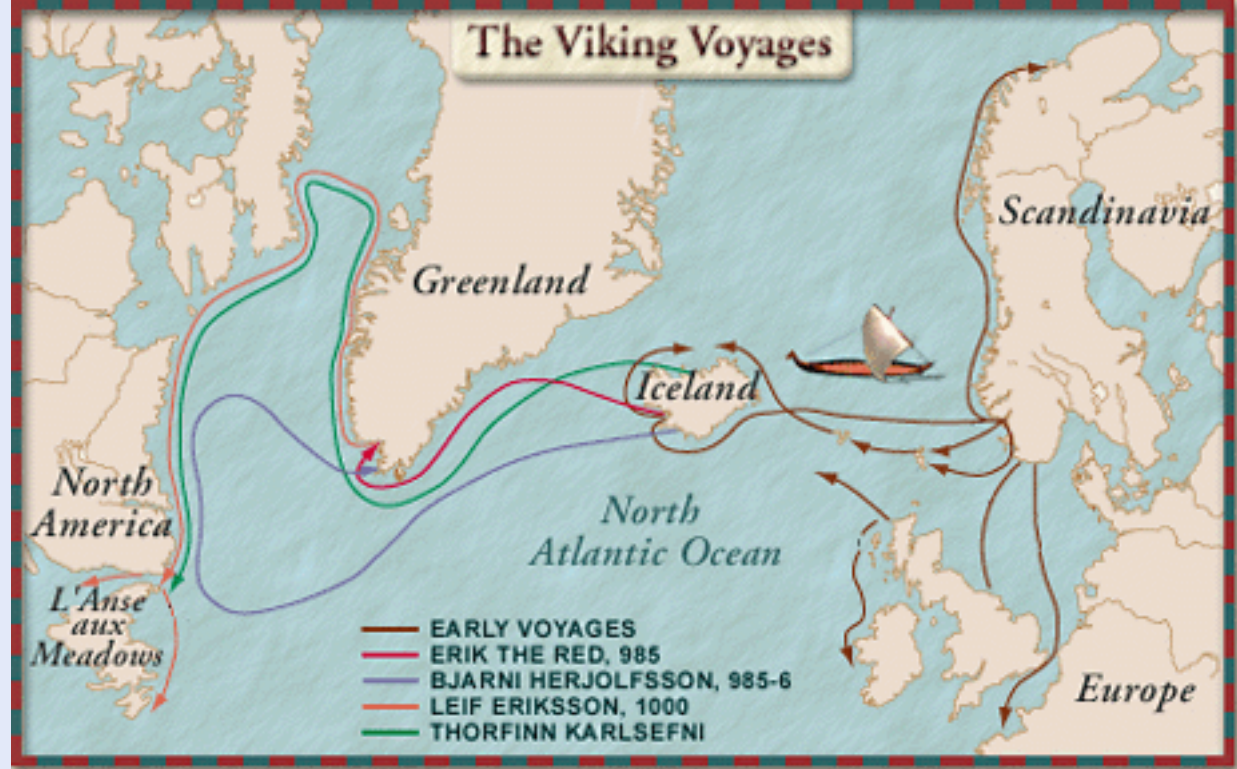 The Viking Voyages
Scandinavia
Greenland
Iceland
North
America
North
Atlantic Ocean
L'Anse
aux
Meadows
Europe
EARLY VOYAGES
ERIK THE RED, 985
BJARNI HERJOLFSSON, 985-6
LEIF ERIKSSON, 1000
THORFINN KARLSEFNI